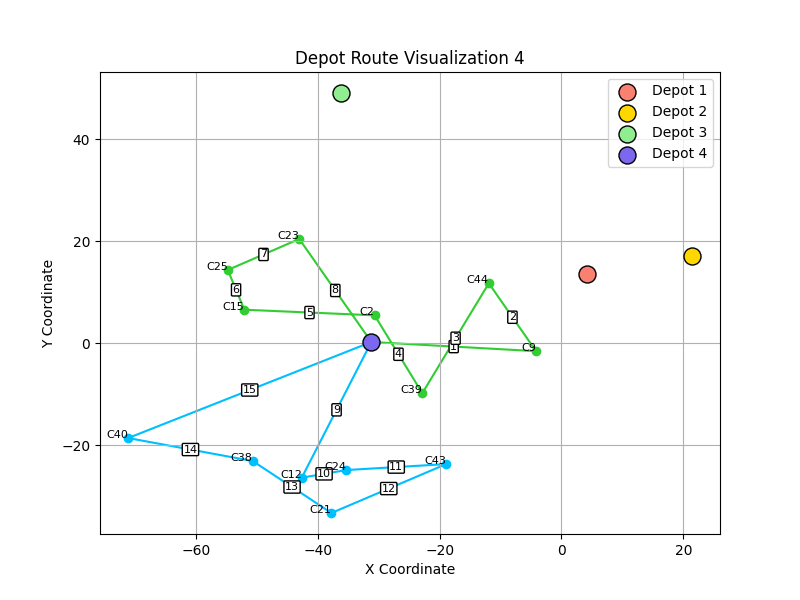 Depot Route Visualization 4
Depot 1
Depot 2
Depot 3
Depot 4
Y Coordinate
40
20
0
−20
C23
C25
7
C44
6
8
C15
5
C2
2
3
1
C9
4
C39
15
9
C40
14
C38
C43
C24
11
C12
10
13
12
C21
−60
−40
−20
0
20
X Coordinate